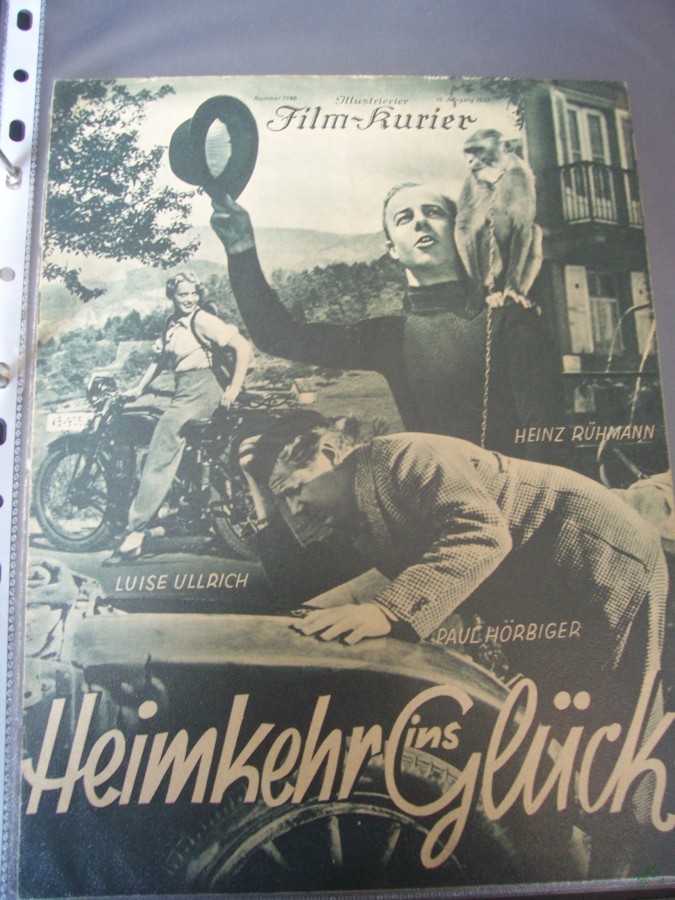 Illustrierter
Film-Kurier
HEINZ RÜHMANN
LUISE ULLRICH
PAUL HÖRBIGER
Heimkehr ins Glück